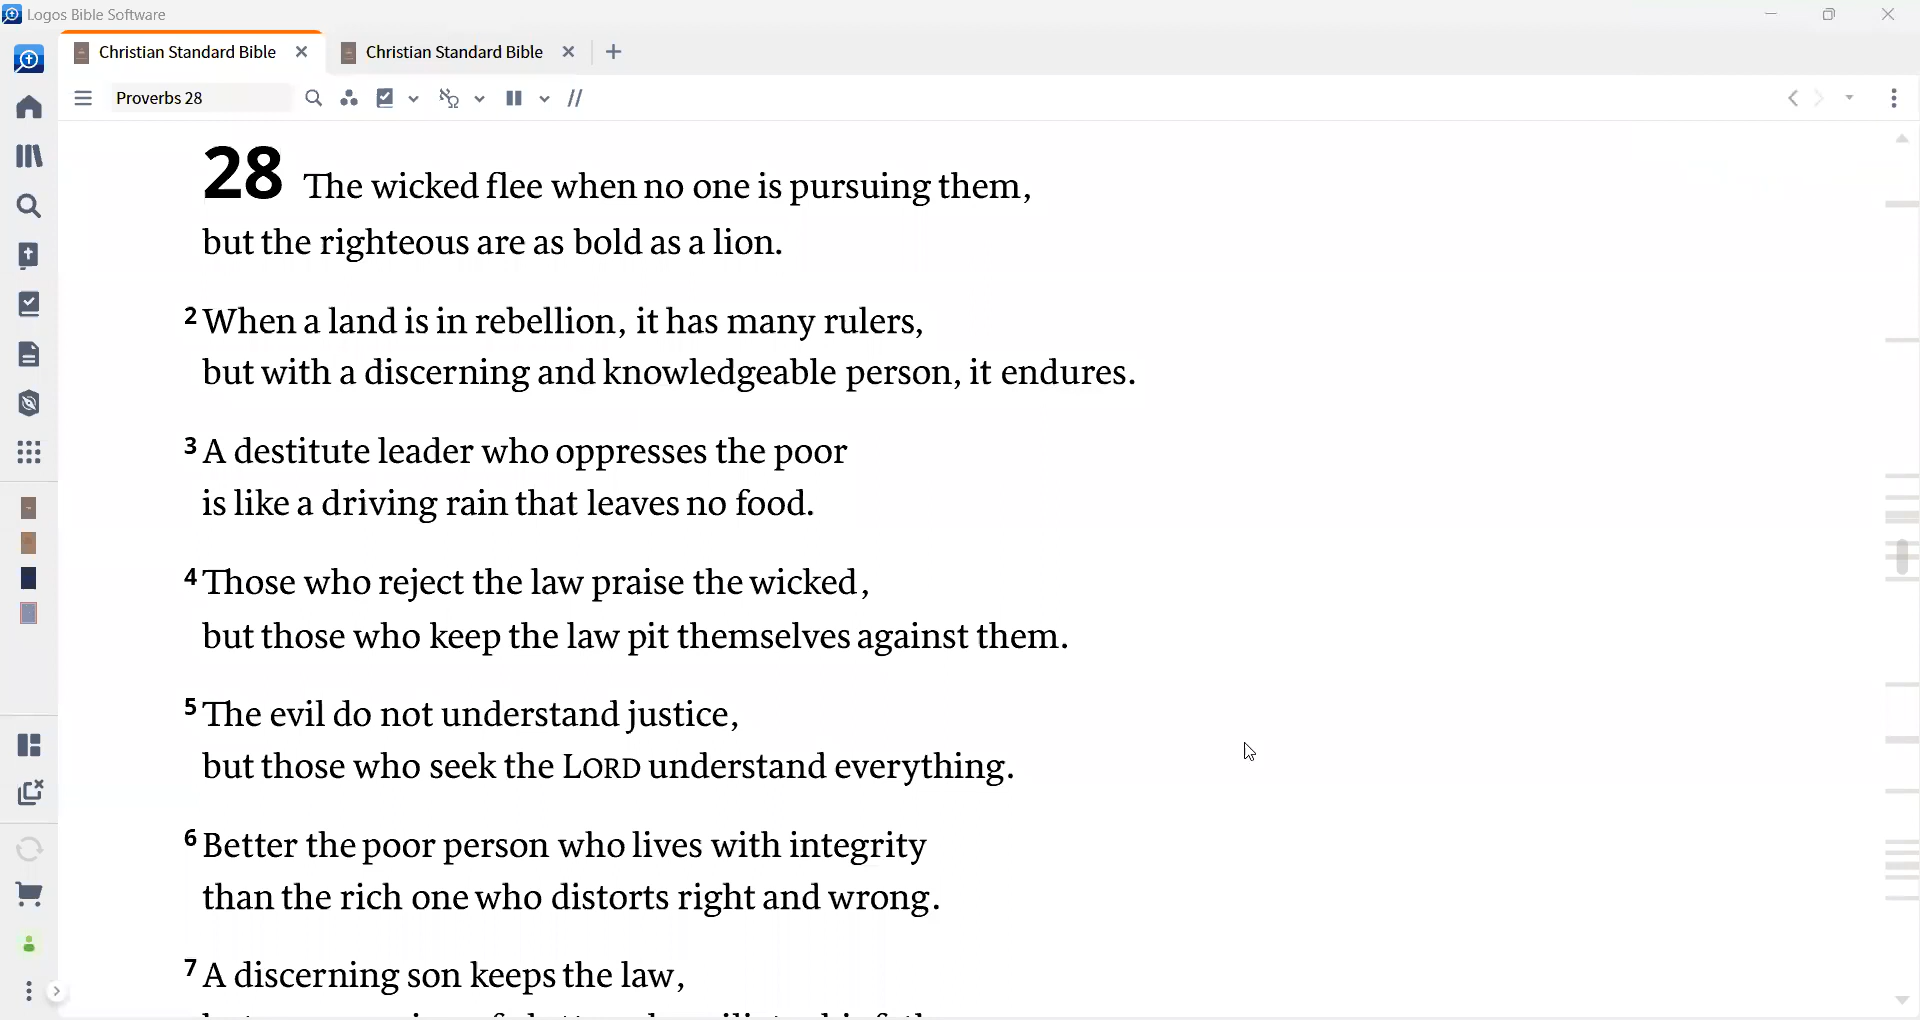 Logos Bible Software
Christian Standard Bible
Christian Standard Bible
Proverbs 28
28 The wicked flee when no one is pursuing them,
but the righteous are as bold as a lion.
2 When a land is in rebellion, it has many rulers,
but with a discerning and knowledgeable person, it endures.
3 A destitute leader who oppresses the poor
is like a driving rain that leaves no food.
4 Those who reject the law praise the wicked,
but those who keep the law pit themselves against them.
5 The evil do not understand justice,
but those who seek the LORD understand everything.
6 Better the poor person who lives with integrity
than the rich one who distorts right and wrong.
7 A discerning son keeps the law,